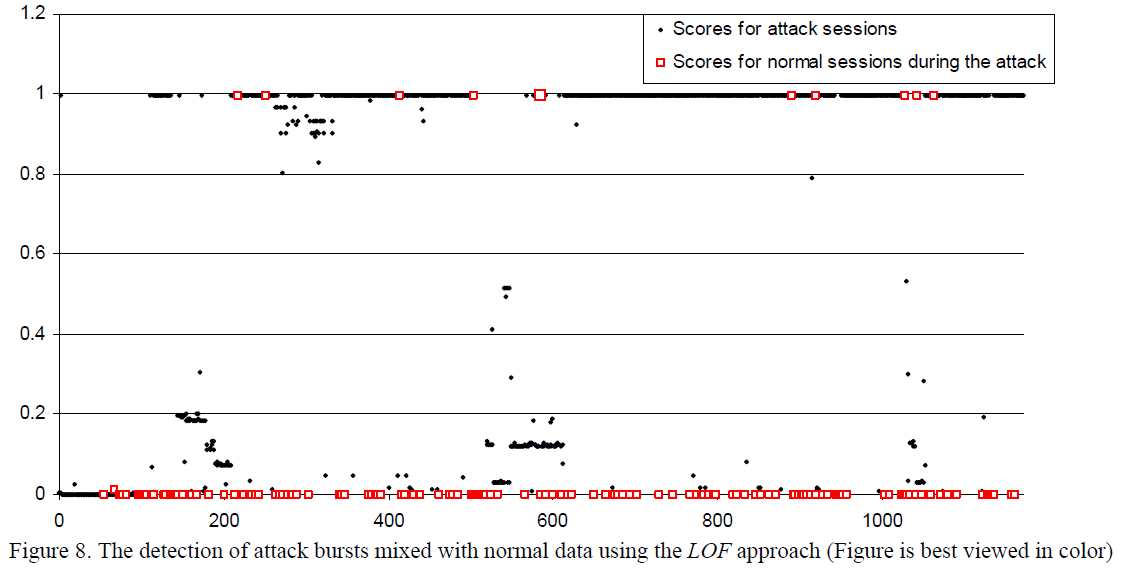 1.2
Scores for attack sessions
Scores for normal sessions during the attack
1
0.8
0.6
0.4
0.2
0
0 200 400 600 800 1000
Figure 8. The detection of attack bursts mixed with normal data using the LOF approach (Figure is best viewed in color)